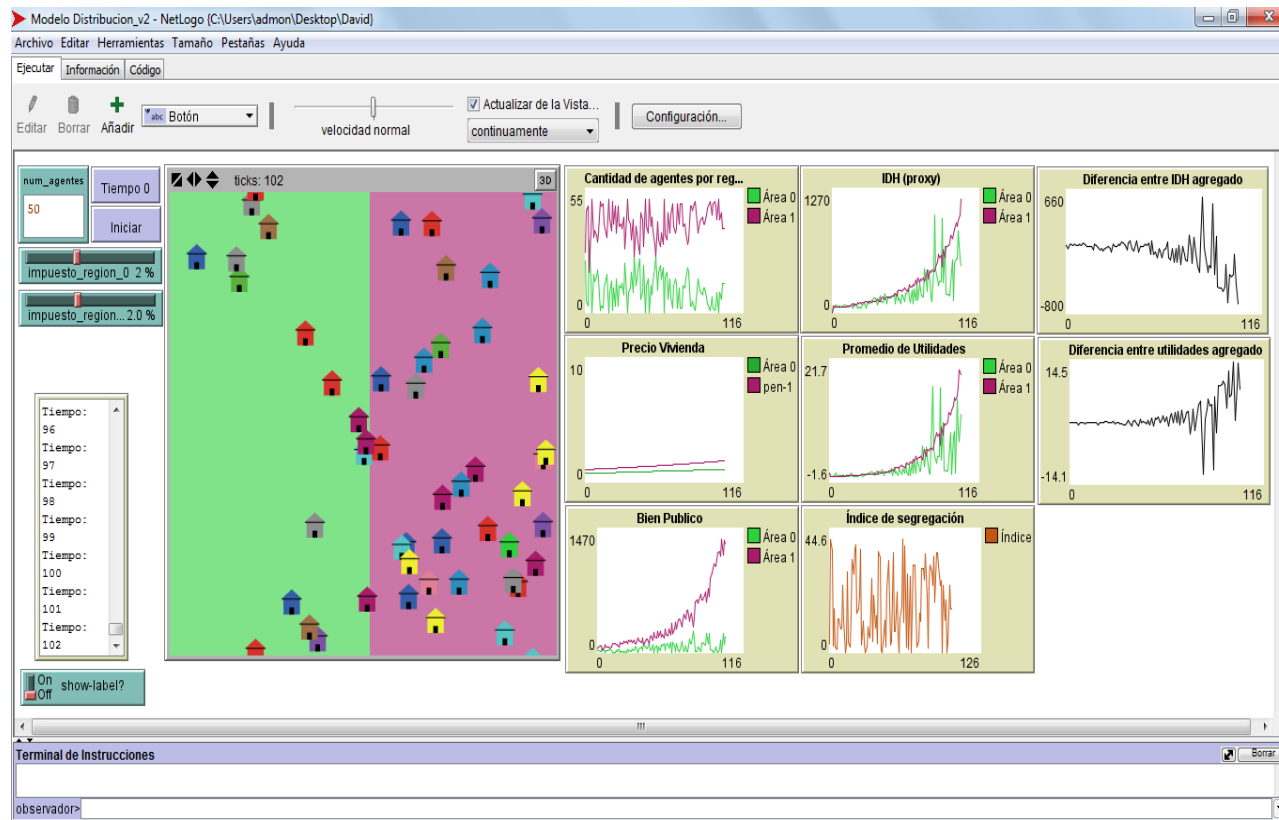 Modelo Distribucion_v2 - NetLogo {C:\Users\admon\Desktop\David}
Archivo Editar Herramientas Tamaño Pestañas Ayuda
Ejecutar Información Código
Editar Borrar Añadir
abc Botón
velocidad normal
Actualizar de la Vista...
continuamente
Configuración...
num_agentes
50
Tiempo 0
Iniciar
impuesto_region_0 2 %
impuesto_region... 2.0 %
Tiempo:
96
Tiempo:
97
Tiempo:
98
Tiempo:
99
Tiempo:
100
Tiempo:
101
Tiempo:
102
On
Off
show-label?
ticks: 102
3D
Cantidad de agentes por reg...
55
0
0 116
Área 0
Área 1
IDH (proxy)
1270
0
0 116
Área 0
Área 1
Diferencia entre IDH agregado
660
-800
0 116
Precio Vivienda
10
0
0 116
Área 0
pen-1
Promedio de Utilidades
21.7
-1.6
0 116
Área 0
Área 1
Diferencia entre utilidades agregado
14.5
-14.1
0 116
Bien Publico
1470
0
0 116
Área 0
Área 1
Índice de segregación
44.6
0
0 126
Índice
Terminal de Instrucciones
Borrar
observador>